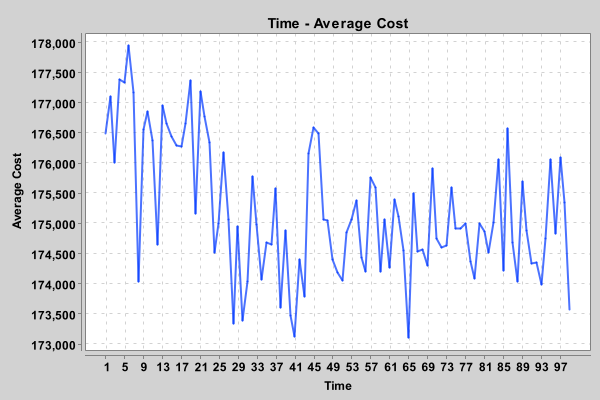 Time - Average Cost
178,000
177,500
177,000
176,500
176,000
175,500
175,000
174,500
174,000
173,500
173,000
Average Cost
1 5 9 13 17 21 25 29 33 37 41 45 49 53 57 61 65 69 73 77 81 85 89 93 97
Time